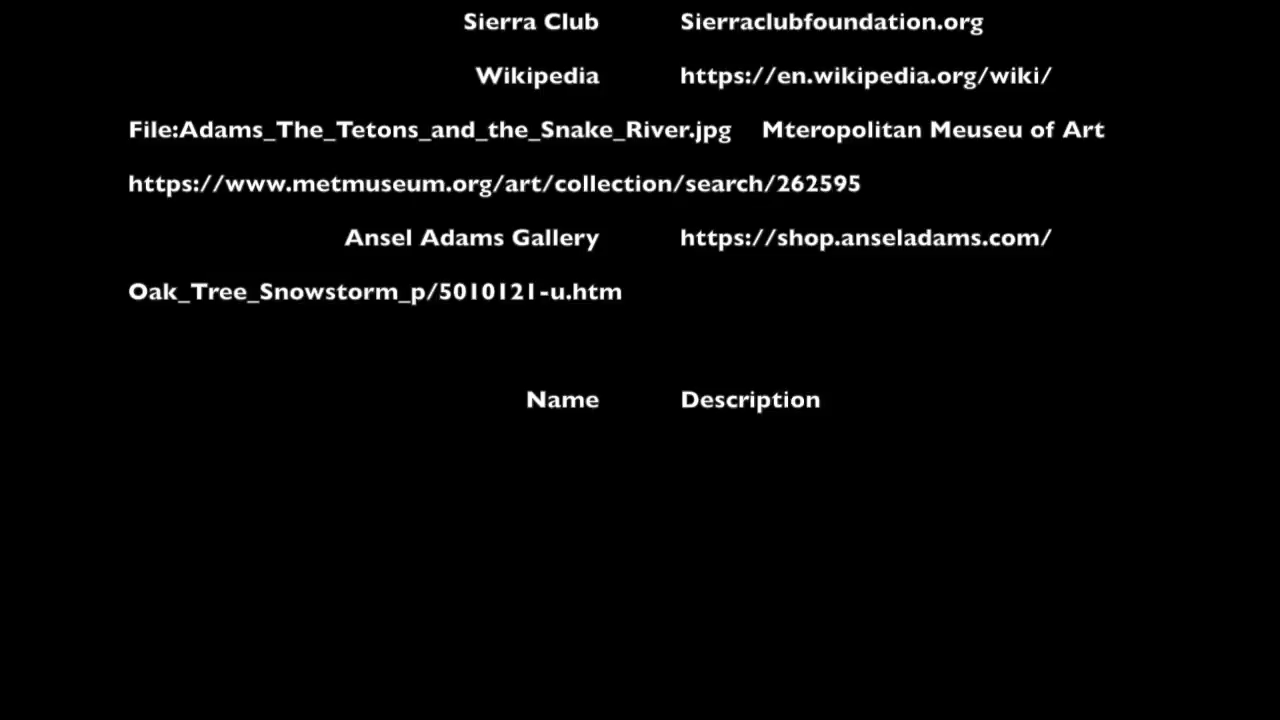 Sierra Club Sierraclubfoundation.org
Wikipedia https://en.wikipedia.org/wiki/
File:Adams_The_Tetons_and_the_Snake_River.jpg Mteropolitan Meuseu of Art
https://www.metmuseum.org/art/collection/search/262595
Ansel Adams Gallery https://shop.anseladams.com/
Oak_Tree_Snowstorm_p/5010121-u.htm
Name Description